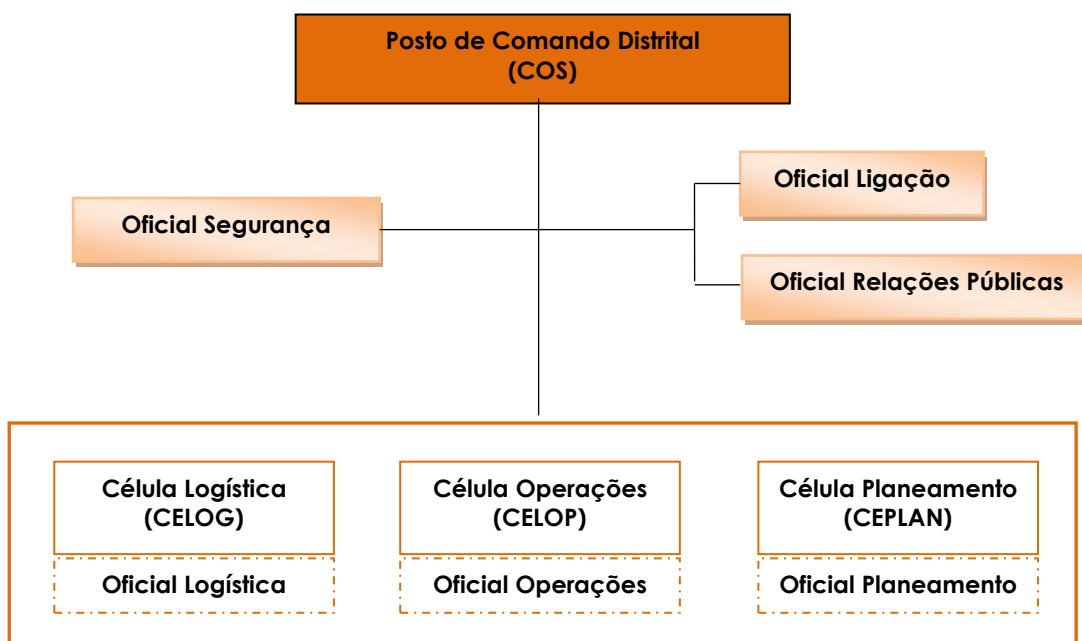 Posto de Comando Distrital
(COS)
Oficial Ligação
Oficial Segurança
Oficial Relações Públicas
Célula Logística
(CELOG)
Oficial Logística
Célula Operações
(CELOP)
Oficial Operações
Célula Planeamento
(CEPLAN)
Oficial Planeamento